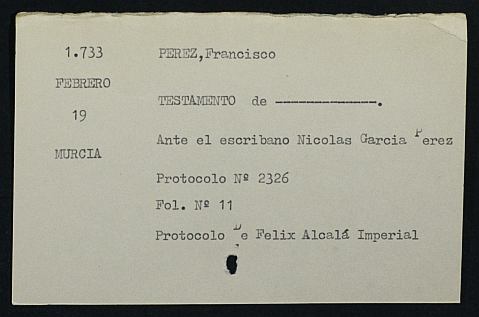 1.733
FEBRERO
19
MURCIA
PEREZ,Francisco
TESTAMENTO de -------------.
Ante el escribano Nicolas Garcia Perez
Protocolo Nº 2326
Fol. Nº 11
Protocolo De Felix Alcalá Imperial